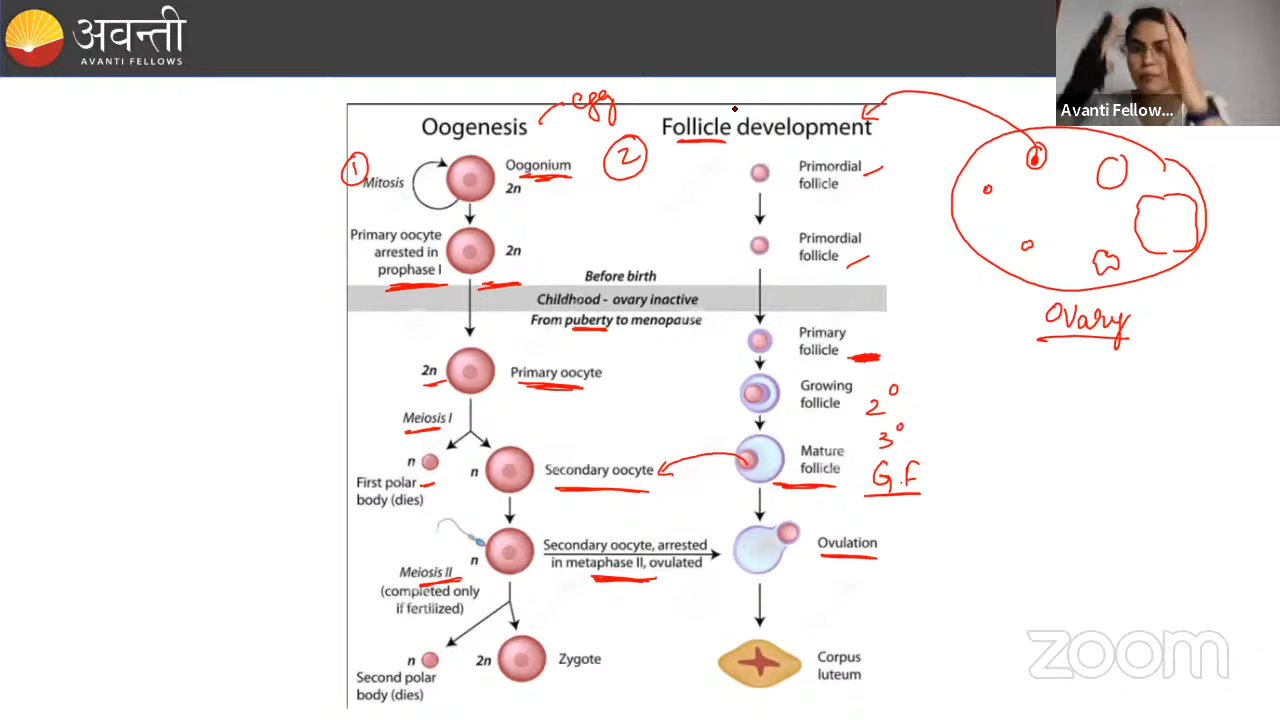 अवन्ती
AVANTI FELLOWS
Avanti Fellow...
egg
Oogenesis
Follicle development
1
2
Oogonium
2n
Mitosis
Primordial
follicle
Primary oocyte
arrested in
prophase I
2n
Primordial
follicle
Before birth
Childhood - ovary inactive
From puberty to menopause
Ovary
Primary
follicle
2n
Primary oocyte
Growing
follicle
2°
Meiosis I
3°
Mature
follicle
G.F
n
First polar
body (dies)
n
Secondary oocyte
Secondary oocyte, arrested
in metaphase II, ovulated
Ovulation
n
Meiosis II
(completed only
if fertilized)
n
Second polar
body (dies)
2n
Zygote
Corpus
luteum
zoom